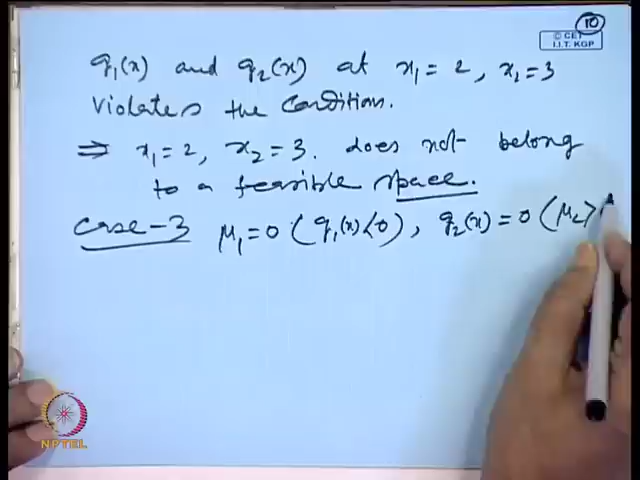 10
© CET
I.I.T. KGP
g₁(x) and g₂(x) at x₁ = 2, x₂ = 3
violates the condition.
⇒ x₁ = 2, x₂ = 3. does not belong
to a feasible space.
Case-3 μ₁ = 0 (g₁(x) < 0), g₂(x) = 0 (μ₂ >
NPTEL